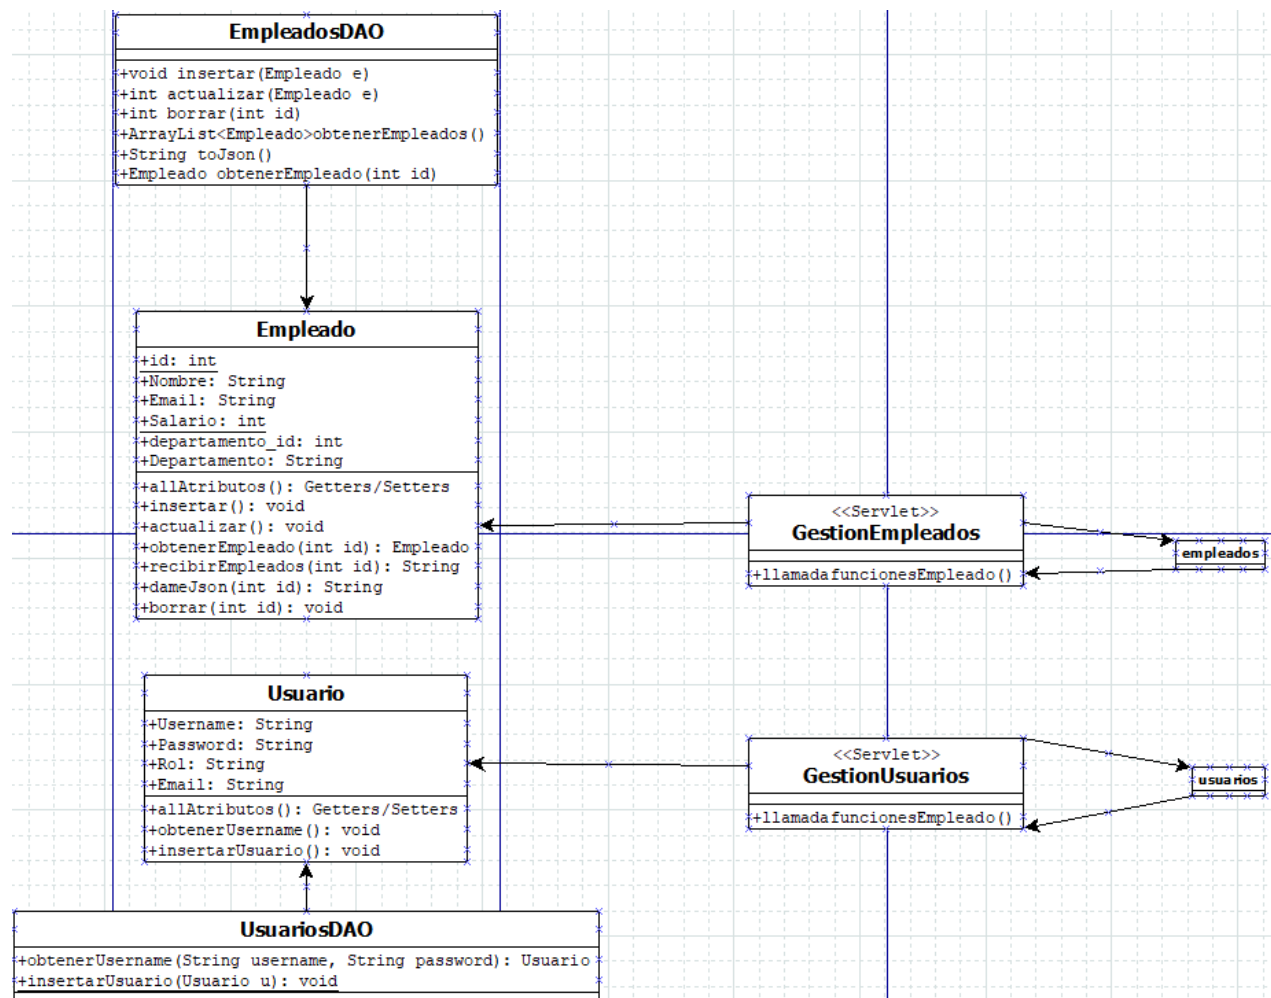 EmpleadosDAO
+void insertar(Empleado e)
+int actualizar(Empleado e)
+int borrar(int id)
+ArrayList<Empleado>obtenerEmpleados()
+String toJson()
+Empleado obtenerEmpleado(int id)
Empleado
+id: int
+Nombre: String
+Email: String
+Salario: int
+departamento_id: int
+Departamento: String
+allAtributos(): Getters/Setters
+insertar(): void
+actualizar(): void
+obtenerEmpleado(int id): Empleado
+recibirEmpleados(int id): String
+dameJson(int id): String
+borrar(int id): void
<<Servlet>>
GestionEmpleados
+llamadafuncionesEmpleado()
empleados
Usuario
+Username: String
+Password: String
+Rol: String
+Email: String
+allAtributos(): Getters/Setters
+obtenerUsername(): void
+insertarUsuario(): void
<<Servlet>>
GestionUsuarios
+llamadafuncionesEmpleado()
usuarios
UsuariosDAO
+obtenerUsername(String username, String password): Usuario
+insertarUsuario(Usuario u): void